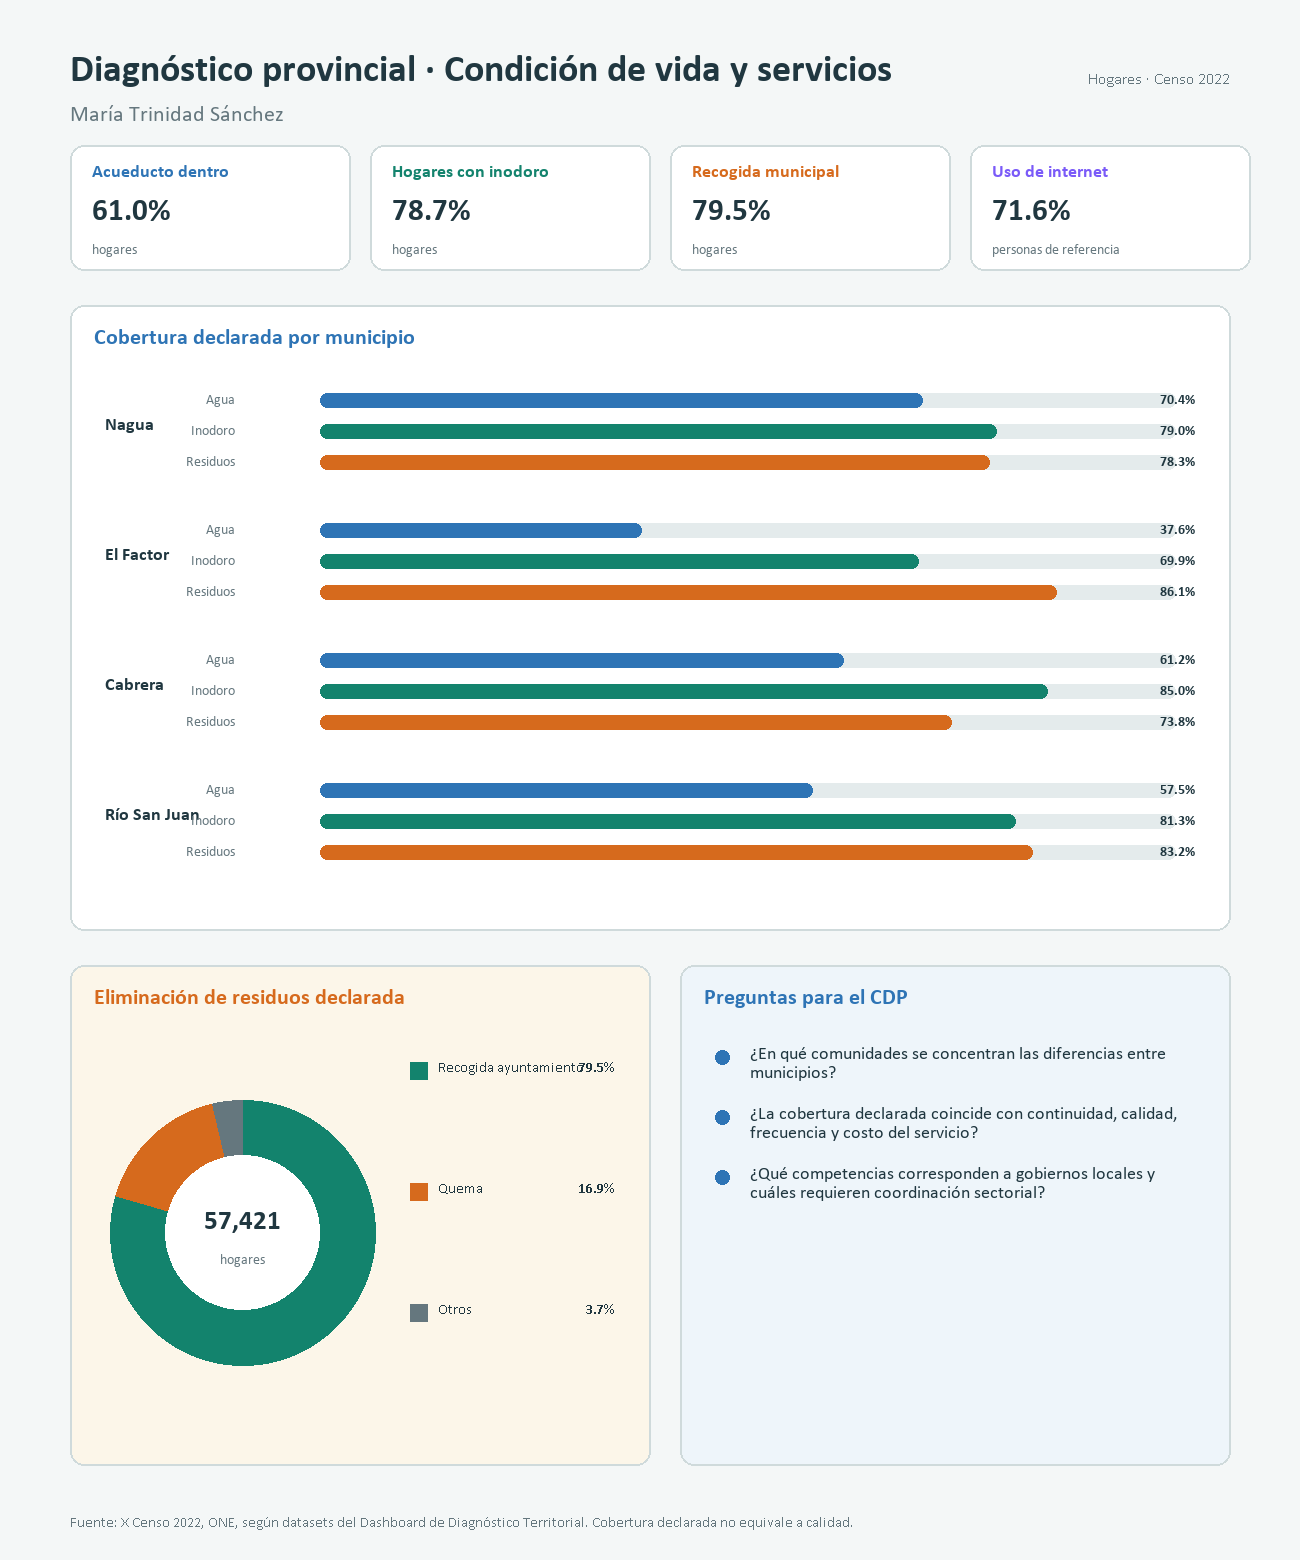 Diagnóstico provincial · Condición de vida y servicios
Hogares · Censo 2022
María Trinidad Sánchez
Acueducto dentro
61.0%
hogares
Hogares con inodoro
78.7%
hogares
Recogida municipal
79.5%
hogares
Uso de internet
71.6%
personas de referencia
Cobertura declarada por municipio
Nagua
Agua 70.4%
Inodoro 79.0%
Residuos 78.3%
El Factor
Agua 37.6%
Inodoro 69.9%
Residuos 86.1%
Cabrera
Agua 61.2%
Inodoro 85.0%
Residuos 73.8%
Río San Juan
Agua 57.5%
Inodoro 81.3%
Residuos 83.2%
Eliminación de residuos declarada
Recogida ayuntamiento 79.5%
Quema 16.9%
Otros 3.7%
57,421
hogares
Preguntas para el CDP
¿En qué comunidades se concentran las diferencias entre
municipios?
¿La cobertura declarada coincide con continuidad, calidad,
frecuencia y costo del servicio?
¿Qué competencias corresponden a gobiernos locales y
cuáles requieren coordinación sectorial?
Fuente: X Censo 2022, ONE, según datasets del Dashboard de Diagnóstico Territorial. Cobertura declarada no equivale a calidad.